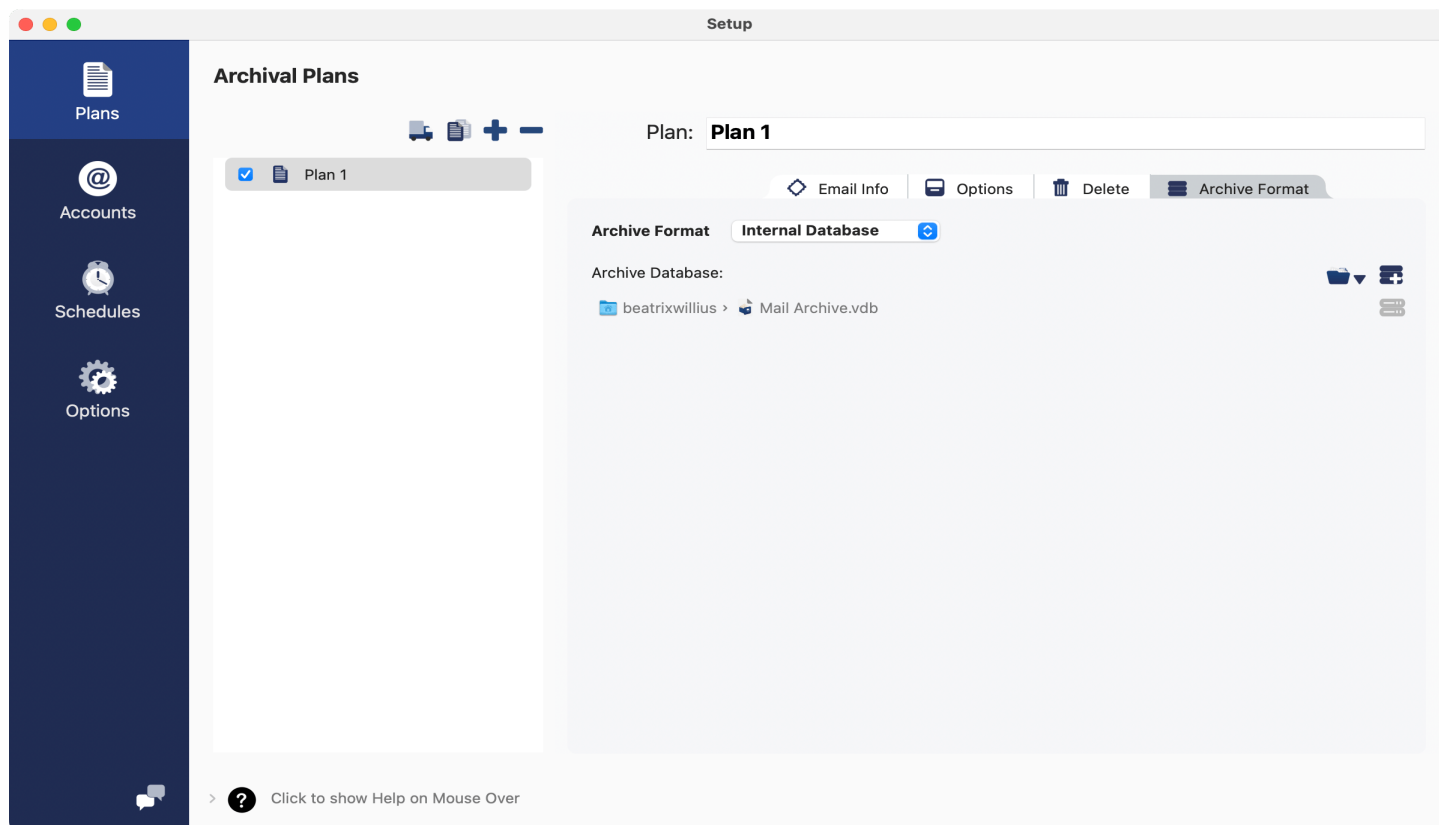 Setup
Plans
Accounts
Schedules
Options
Archival Plans
Plan 1
Plan: Plan 1
Email Info Options Delete Archive Format
Archive Format Internal Database
Archive Database:
beatrixwillius › Mail Archive.vdb
? Click to show Help on Mouse Over